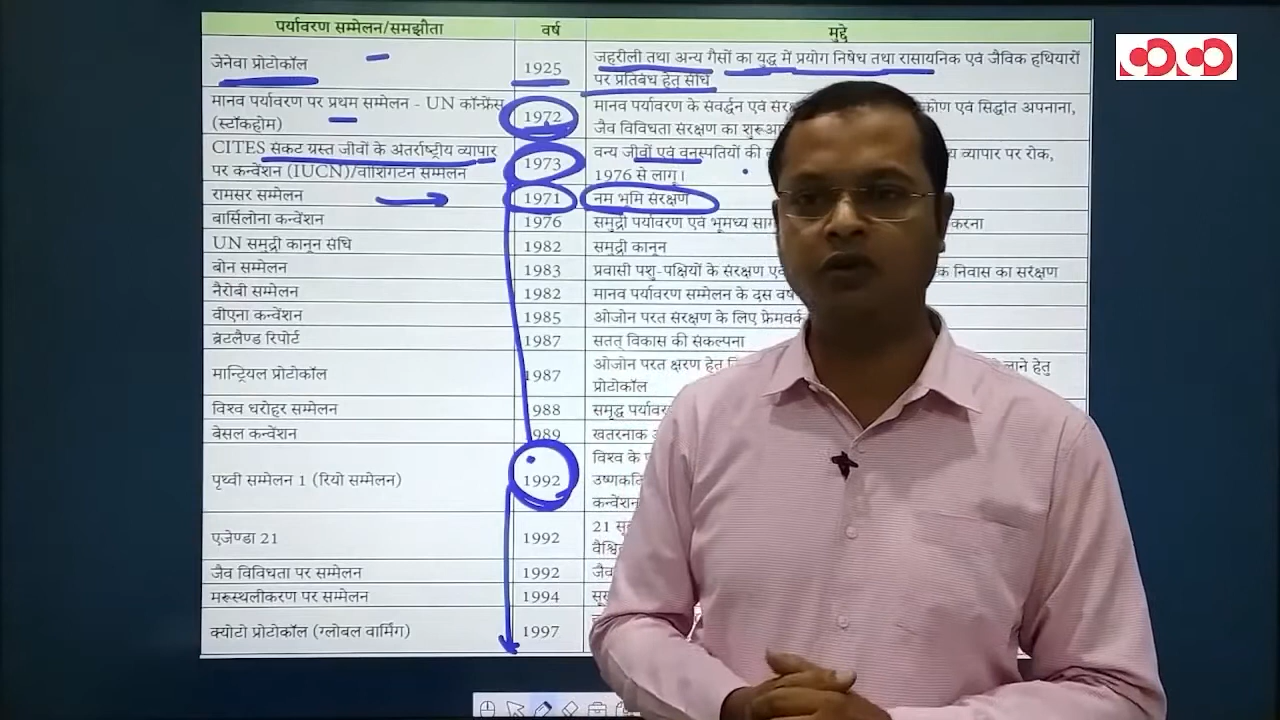 पर्यावरण सम्मेलन/समझौता वर्ष मुद्दे
जेनेवा प्रोटोकॉल 1925 जहरीली तथा अन्य गैसों का युद्ध में प्रयोग निषेध तथा रासायनिक एवं जैविक हथियारों
पर प्रतिबंध हेतु संधि
मानव पर्यावरण पर प्रथम सम्मेलन - UN कॉन्फ्रेंस
(स्टॉकहोम) 1972 मानव पर्यावरण के संवर्द्धन एवं कोण एवं सिद्धांत अपनाना,
जैव विविधता संरक्षण का
CITES संकट ग्रस्त जीवों के अंतर्राष्ट्रीय व्यापार
पर कन्वेंशन (IUCN)/वाशिंगटन सम्मेलन 1973 वन्य जीवों एवं वनस्पतियों की य व्यापार पर रोक,
1976 से लागू।
रामसर सम्मेलन 1971 नम भूमि संरक्षण
बार्सिलोना कन्वेंशन 1976 समुद्री पर्यावरण एवं भूमध्य करना
UN समुद्री कानून संधि 1982 समुद्री कानून
बोन सम्मेलन 1983 प्रवासी पशु-पक्षियों के संरक्षण क निवास का संरक्षण
नैरोबी सम्मेलन 1982 मानव पर्यावरण सम्मेलन के दस वर्ष
वीएना कन्वेंशन 1985 ओजोन परत संरक्षण के लिए फ्रेमवर्क
ब्रंटलैण्ड रिपोर्ट 1987 सतत् विकास की संकल्पना
मान्ट्रियल प्रोटोकॉल 1987 ओजोन परत क्षरण हेतु लाने हेतु
प्रोटोकॉल
विश्व धरोहर सम्मेलन 1988 समृद्ध
बेसल कन्वेंशन 1989 खतरनाक
पृथ्वी सम्मेलन 1 (रियो सम्मेलन) 1992 विश्व के
कन्वेंशन
एजेण्डा 21 1992 21
जैव विविधता पर सम्मेलन 1992 जैव
मरूस्थलीकरण पर सम्मेलन 1994
क्योटो प्रोटोकॉल (ग्लोबल वार्मिंग) 1997